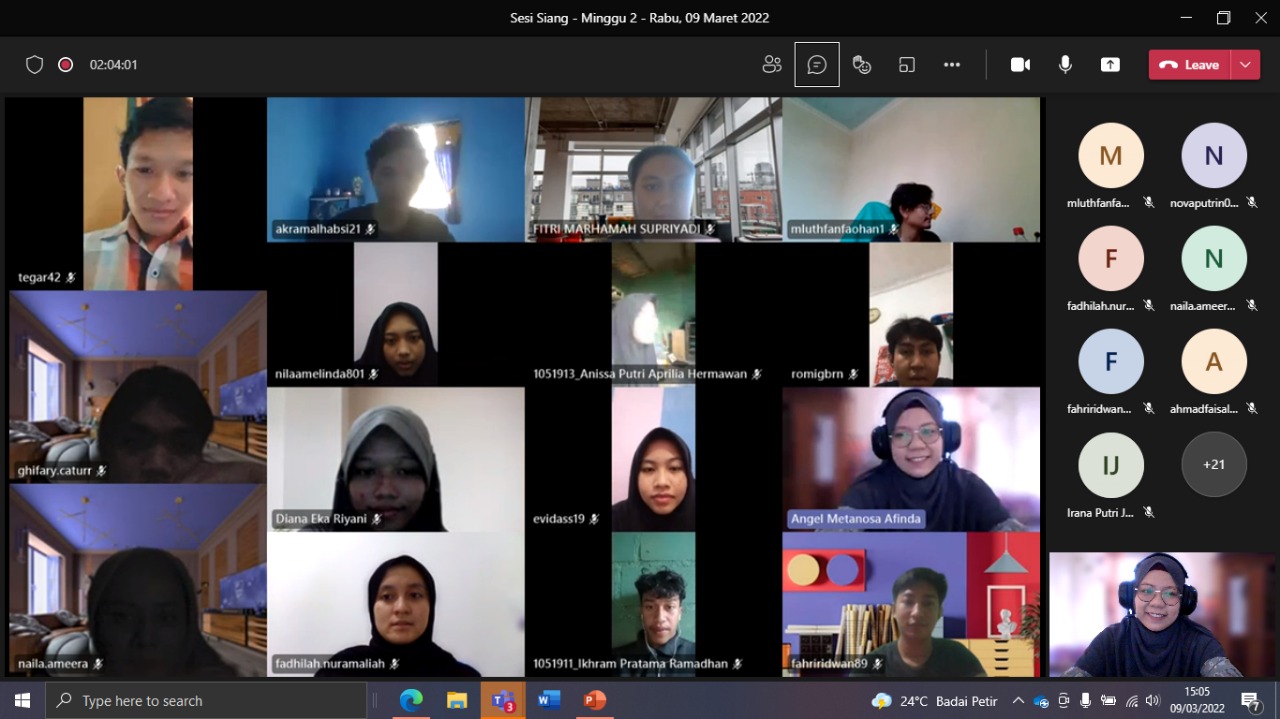 Sesi Siang - Minggu 2 - Rabu, 09 Maret 2022
02:04:01
Leave
tegar42
akramalhabsi21
FITRI MARHAMAH SUPRIYADI
mluthfanfaohan1
nilaamelinda801
1051913_Anissa Putri Aprilia Hermawan
romigbrn
ghifary.caturr
Diana Eka Riyani
evidass19
Angel Metanosa Afinda
naila.ameera
fadhilah.nuramaliah
1051911_Ikhram Pratama Ramadhan
fahriridwan89
M
N
mluthfanfa...
novaputrin0...
F
N
fadhilah.nur...
naila.ameer...
F
A
fahriridwan...
ahmadfaisal...
IJ
+21
Irana Putri J...
Type here to search
3
W
P
24°C Badai Petir
15:05
09/03/2022
7